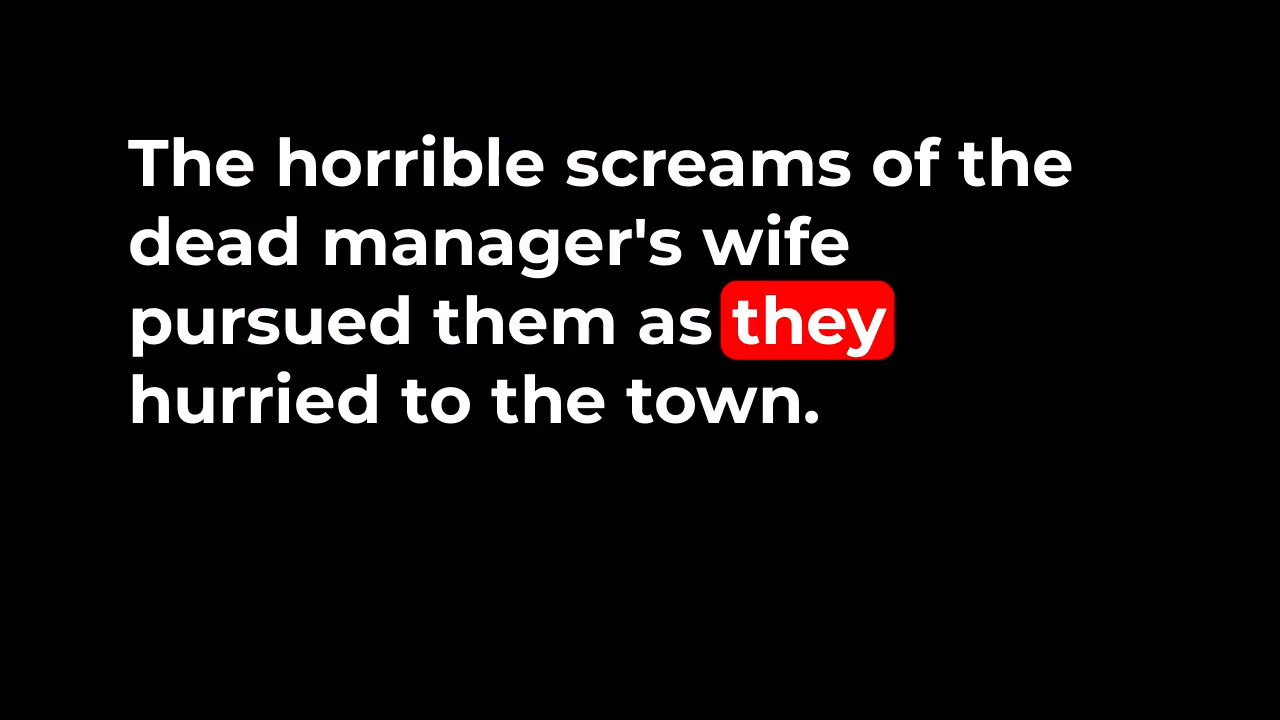 The horrible screams of the
dead manager's wife
pursued them as they
hurried to the town.